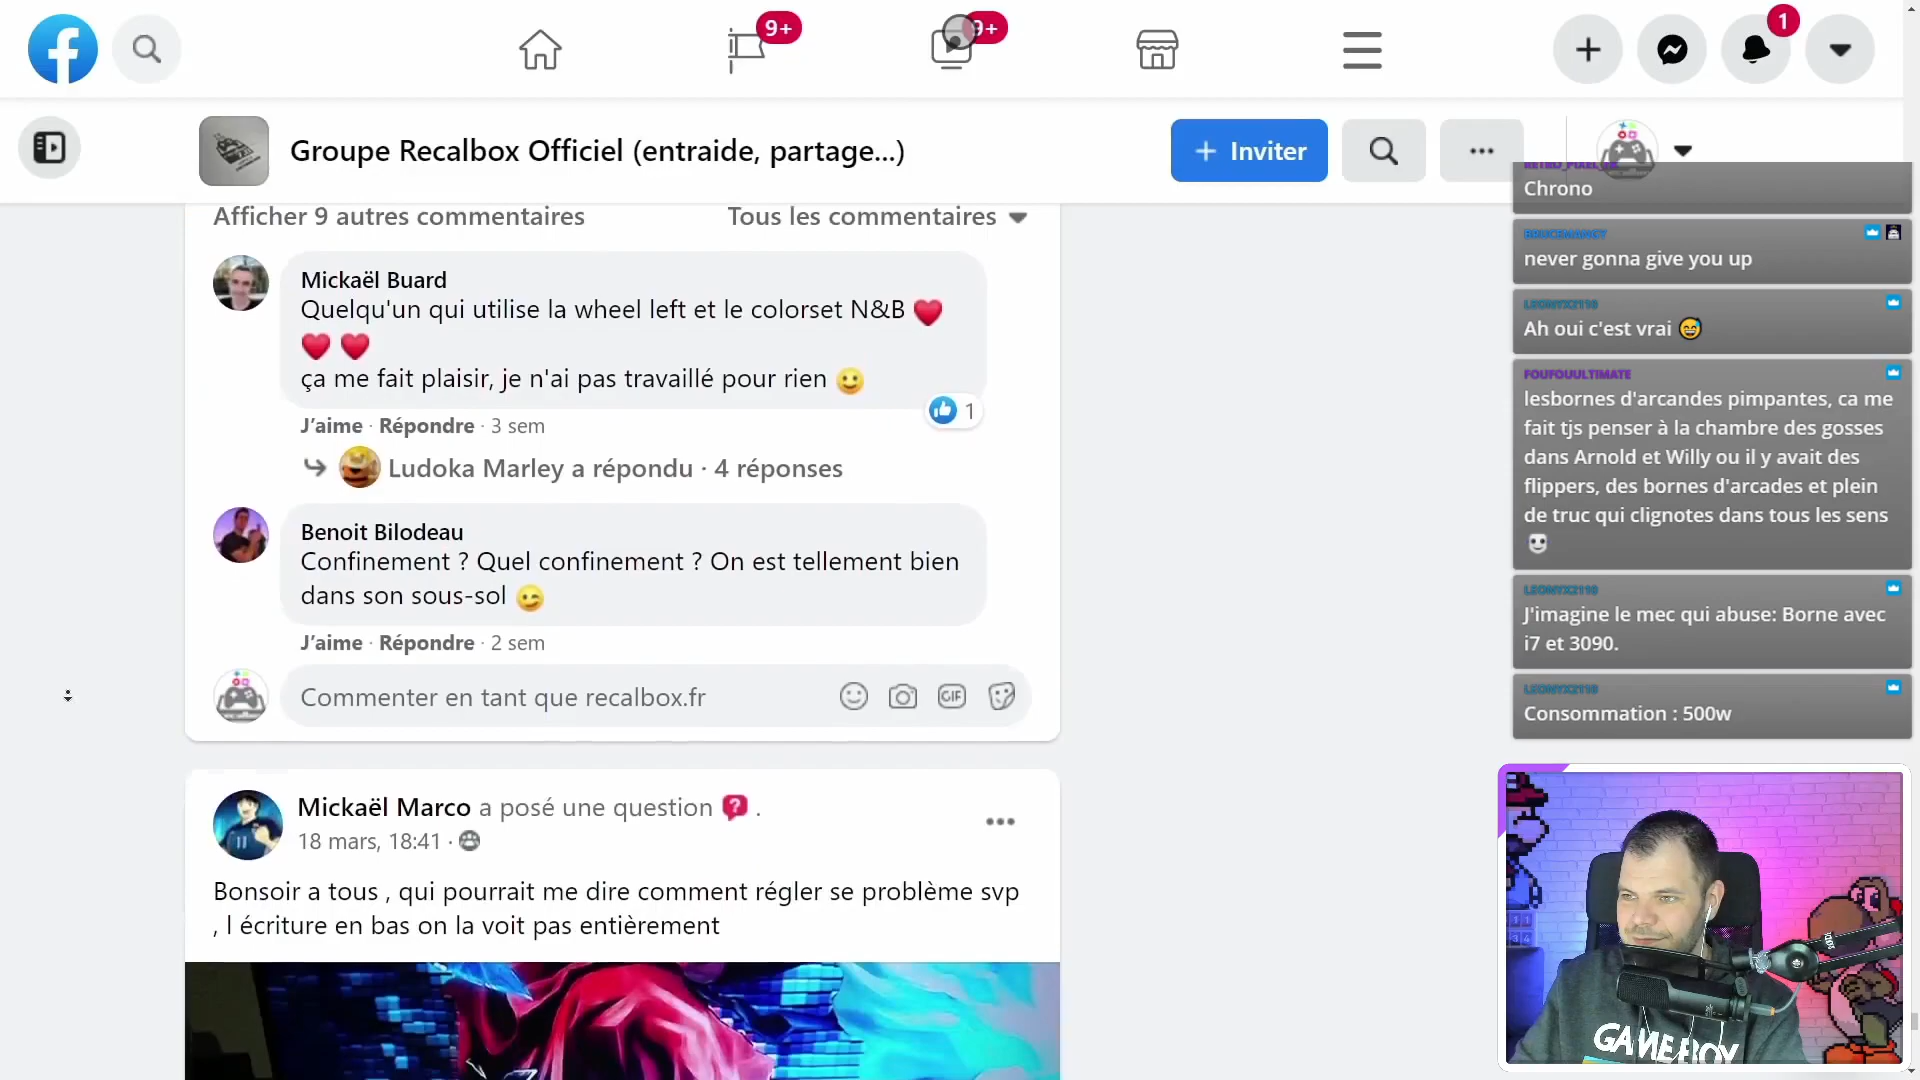 9+
9+
1
Groupe Recalbox Officiel (entraide, partage...)
+ Inviter
Afficher 9 autres commentaires
Tous les commentaires
Mickaël Buard
Quelqu'un qui utilise la wheel left et le colorset N&B ❤️
❤️ ❤️
ça me fait plaisir, je n'ai pas travaillé pour rien 🙂
1
J'aime · Répondre · 3 sem
Ludoka Marley a répondu · 4 réponses
Benoit Bilodeau
Confinement ? Quel confinement ? On est tellement bien
dans son sous-sol 😉
J'aime · Répondre · 2 sem
Commenter en tant que recalbox.fr
GIF
Mickaël Marco a posé une question .
18 mars, 18:41 ·
Bonsoir a tous , qui pourrait me dire comment régler se problème svp
, l écriture en bas on la voit pas entièrement
Chrono
never gonna give you up
LEONYX2110
Ah oui c'est vrai 😅
FOUFOUULTIMATE
lesbornes d'arcandes pimpantes, ca me
fait tjs penser à la chambre des gosses
dans Arnold et Willy ou il y avait des
flippers, des bornes d'arcades et plein
de truc qui clignotes dans tous les sens
LEONYX2110
J'imagine le mec qui abuse: Borne avec
i7 et 3090.
LEONYX2110
Consommation : 500w
GAMEBOY